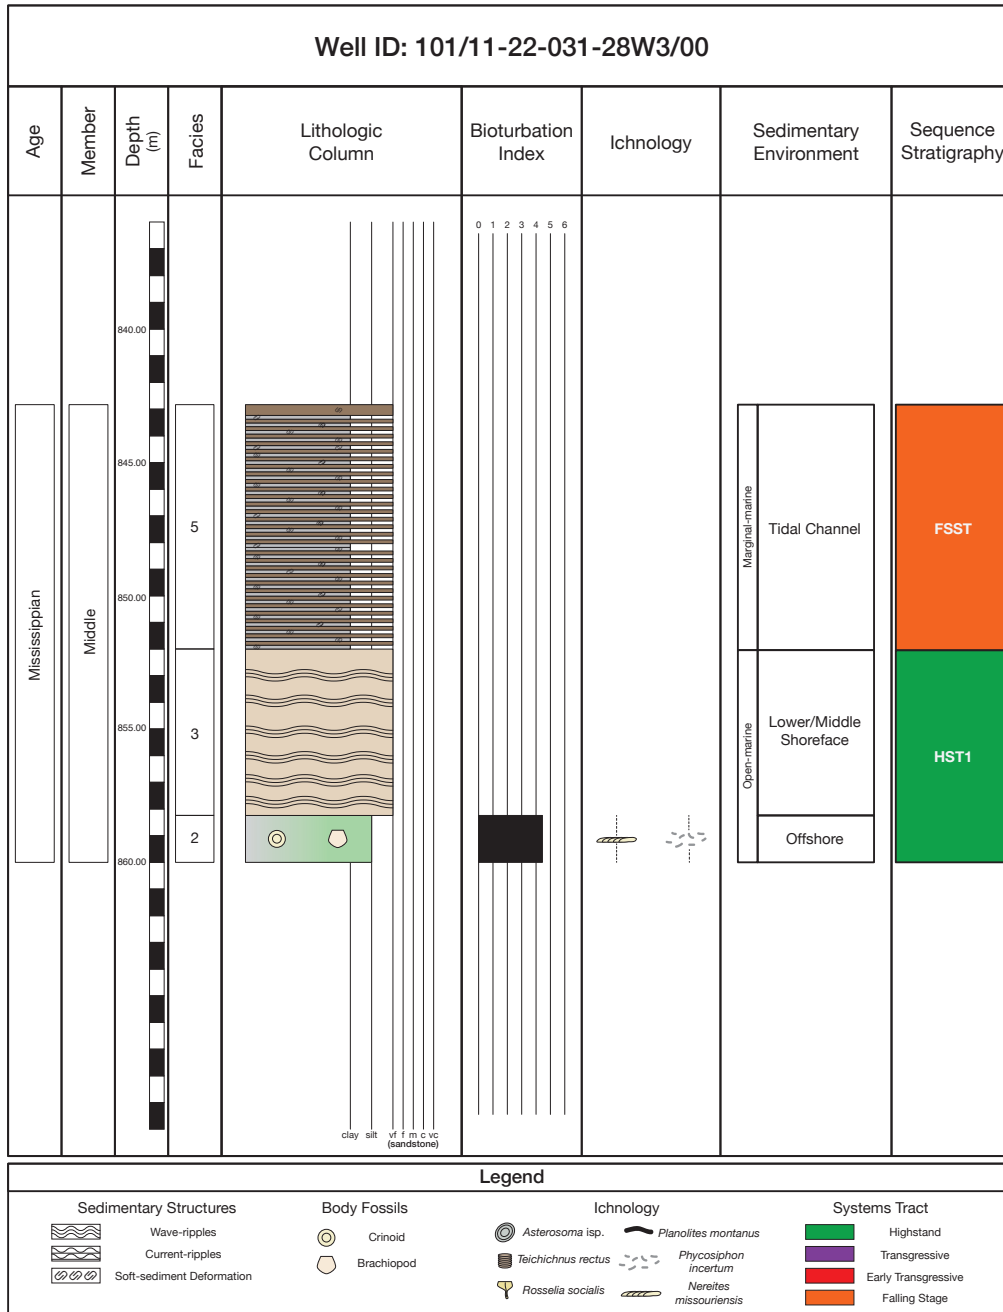 Well ID: 101/11-22-031-28W3/00
Age
Member
Depth
(m)
Facies
Lithologic
Column
Bioturbation
Index
Ichnology
Sedimentary
Environment
Sequence
Stratigraphy
0 1 2 3 4 5 6
840.00
845.00
850.00
855.00
860.00
Mississippian
Middle
5
3
2
Marginal-marine
Tidal Channel
FSST
Open-marine
Lower/Middle
Shoreface
HST1
Offshore
clay silt vf f m c vc
(sandstone)
Legend
Sedimentary Structures
Wave-ripples
Current-ripples
Soft-sediment Deformation
Body Fossils
Crinoid
Brachiopod
Ichnology
Asterosoma isp.
Planolites montanus
Teichichnus rectus
Phycosiphon
incertum
Rosselia socialis
Nereites
missouriensis
Systems Tract
Highstand
Transgressive
Early Transgressive
Falling Stage